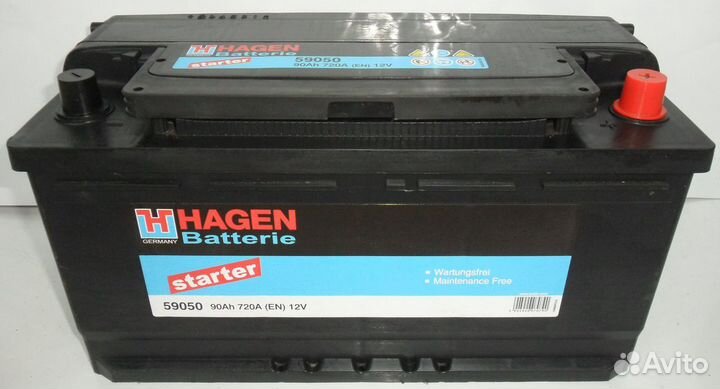 HAGEN
Batterie
starter
59050
90Ah 720A (EN) 12V
HAGEN
GERMANY
Batterie
starter
• Wartungsfrei
• Maintenance Free
59050 90Ah 720A (EN) 12V
Avito